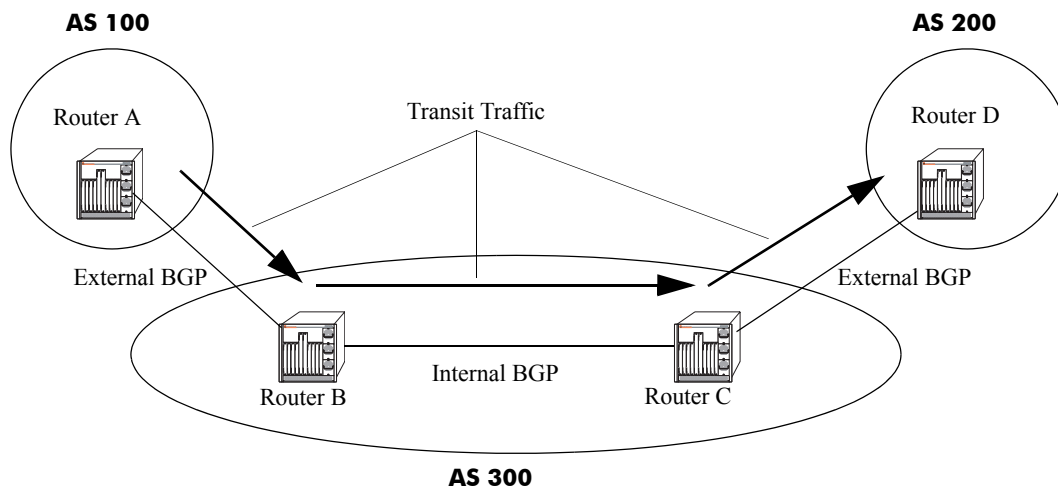 AS 100
AS 200
Router A
Transit Traffic
Router D
External BGP
External BGP
Internal BGP
Router B
Router C
AS 300